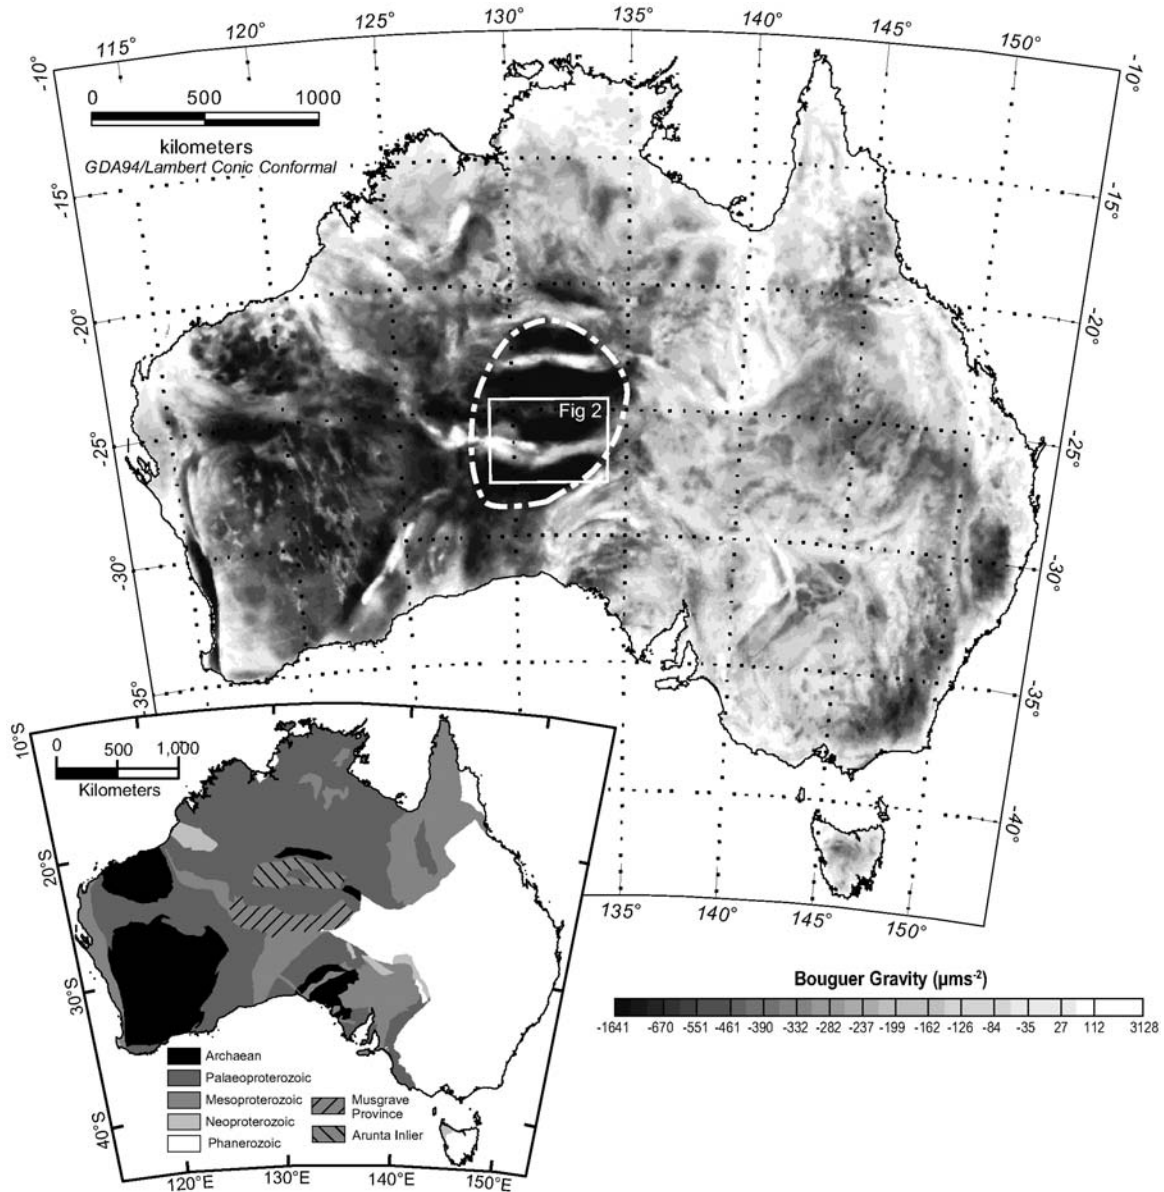 115° 120° 125° 130° 135° 140° 145° 150°
-10° -10°
0 500 1000
kilometers
GDA94/Lambert Conic Conformal
-15° -15°
-20° -20°
Fig 2
-25° -25°
-30° -30°
35° -35°
-40°
135° 140° 145° 150°
10°S
0 500 1,000
Kilometers
20°S
30°S
40°S
Archaean
Palaeoproterozoic
Mesoproterozoic
Neoproterozoic
Phanerozoic
Musgrave
Province
Arunta Inlier
120°E 130°E 140°E 150°E
Bouguer Gravity (µms⁻²)
-1641 -670 -551 -461 -390 -332 -282 -237 -199 -162 -126 -84 -35 27 112 3128